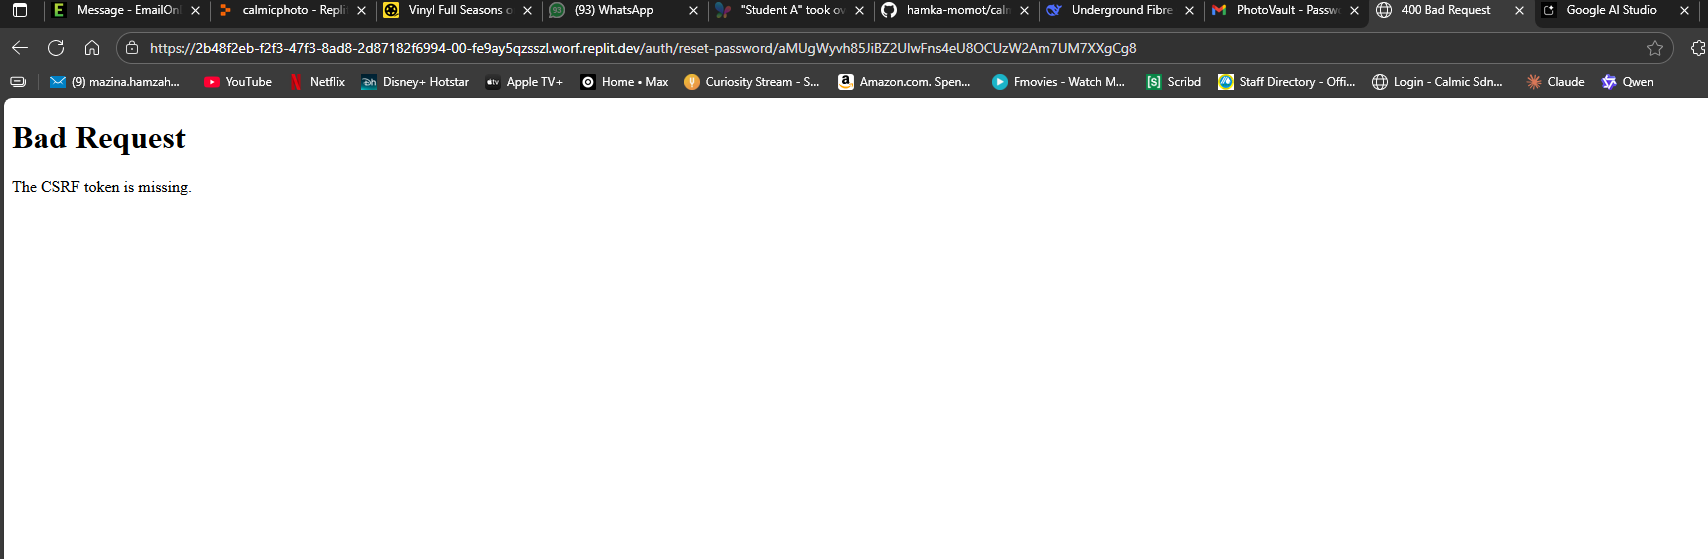 Message - EmailOn
calmicphoto - Repli
Vinyl Full Seasons o
(93) WhatsApp
"Student A" took ov
hamka-momot/caln
Underground Fibre
PhotoVault - Passw
400 Bad Request
Google AI Studio
https://2b48f2eb-f2f3-47f3-8ad8-2d87182f6994-00-fe9ay5qzsszl.worf.replit.dev/auth/reset-password/aMUgWyvh85JiBZ2UlwFns4eU8OCUzW2Am7UM7XXgCg8
(9) mazina.hamzah...
YouTube
Netflix
Disney+ Hotstar
Apple TV+
Home • Max
Curiosity Stream - S...
Amazon.com. Spen...
Fmovies - Watch M...
Scribd
Staff Directory - Offi...
Login - Calmic Sdn...
Claude
Qwen
Bad Request
The CSRF token is missing.